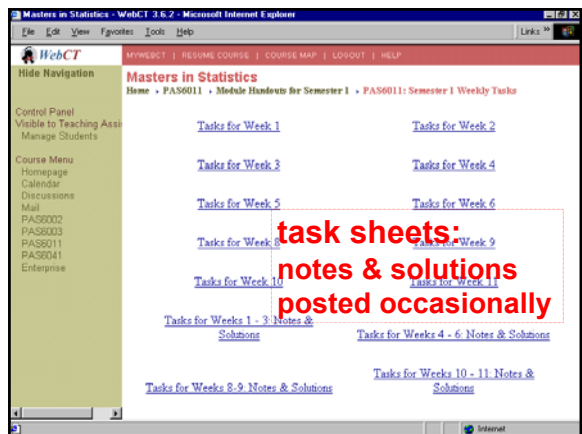 Masters in Statistics - WebCT 3.6.2 - Microsoft Internet Explorer
File Edit View Favorites Tools Help Links »
WebCT
MYWEBCT | RESUME COURSE | COURSE MAP | LOGOUT | HELP
Hide Navigation
Control Panel
Visible to Teaching Assi
Manage Students
Course Menu
Homepage
Calendar
Discussions
Mail
PAS6002
PAS6003
PAS6011
PAS6041
Enterprise
Masters in Statistics
Home › PAS6011 › Module Handouts for Semester 1 › PAS6011: Semester 1 Weekly Tasks
Tasks for Week 1 Tasks for Week 2
Tasks for Week 3 Tasks for Week 4
Tasks for Week 5 Tasks for Week 6
Tasks for Week 8 Tasks for Week 9
Tasks for Week 10 Tasks for Week 11
task sheets:
notes & solutions
posted occasionally
Tasks for Weeks 1 - 3: Notes &
Solutions
Tasks for Weeks 4 - 6: Notes & Solutions
Tasks for Weeks 8-9: Notes & Solutions
Tasks for Weeks 10 - 11: Notes &
Solutions
Internet